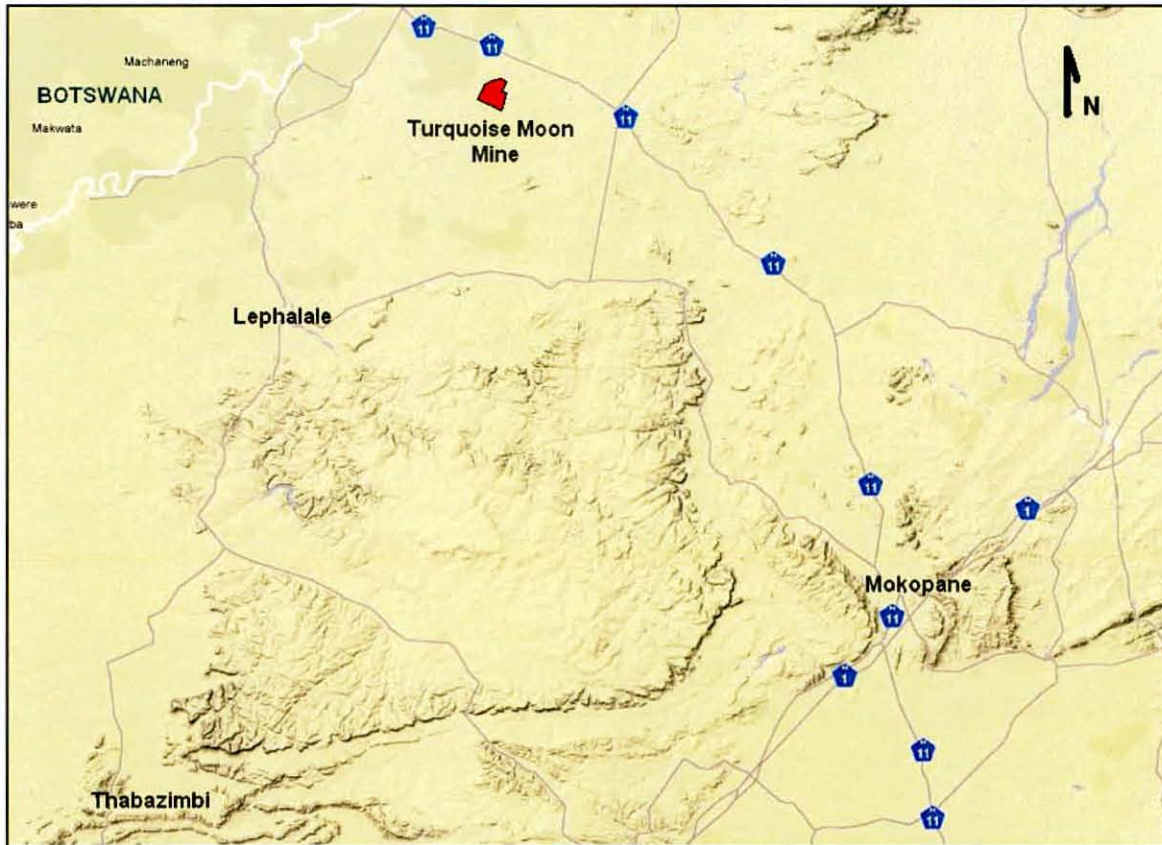 N
11
N
11
Machaneng
BOTSWANA
N
Makwata
N
11
Turquoise Moon
Mine
were
ba
N
11
Lephalale
N
11
N
1
Mokopane
N
11
N
1
N
11
Thabazimbi
N
11